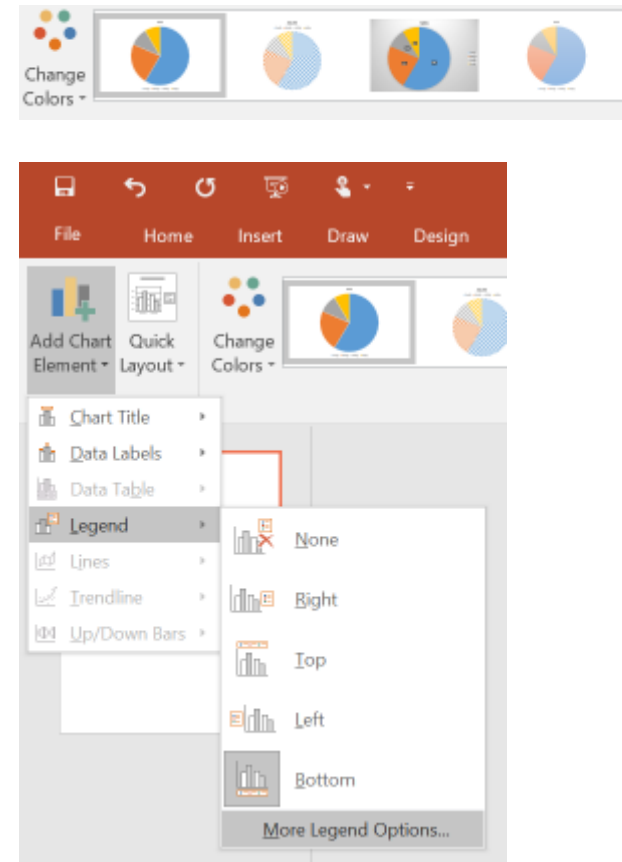 Change
Colors
File Home Insert Draw Design
Add Chart
Element
Quick
Layout
Change
Colors
Chart Title
Data Labels
Data Table
Legend
Lines
Trendline
Up/Down Bars
None
Right
Top
Left
Bottom
More Legend Options...